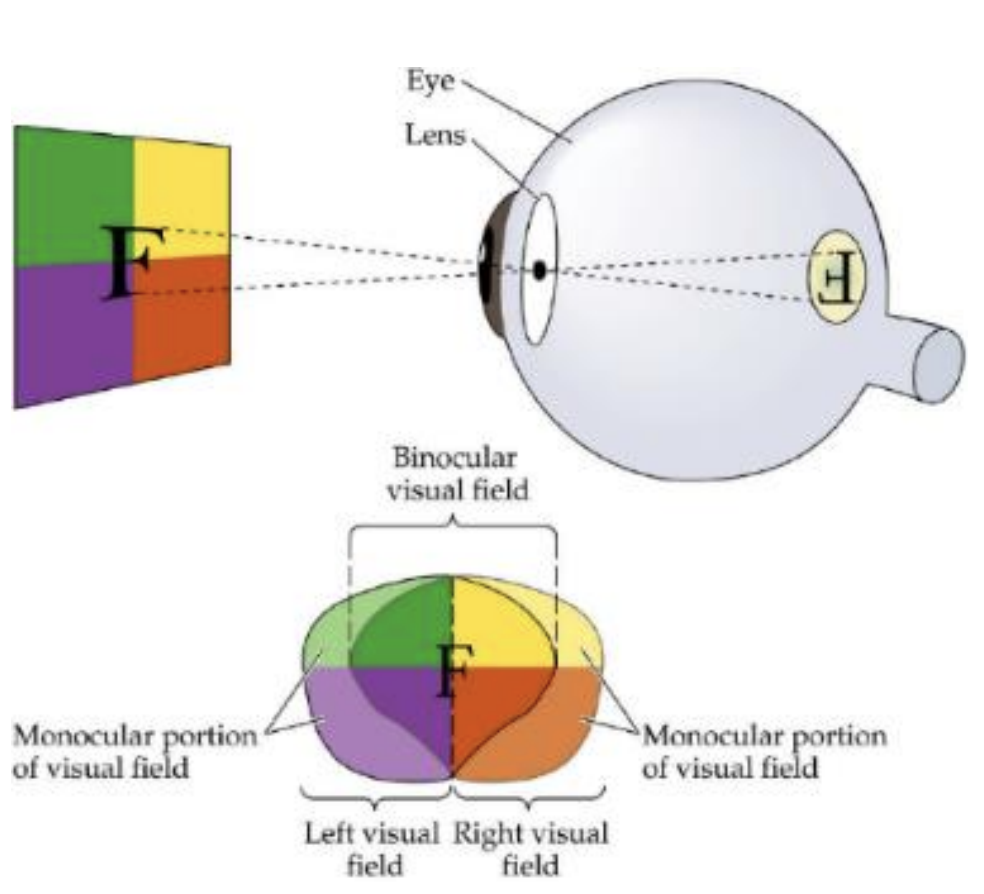 Eye
Lens
F
F
Binocular
visual field
F
Monocular portion
of visual field
Monocular portion
of visual field
Left visual
field
Right visual
field